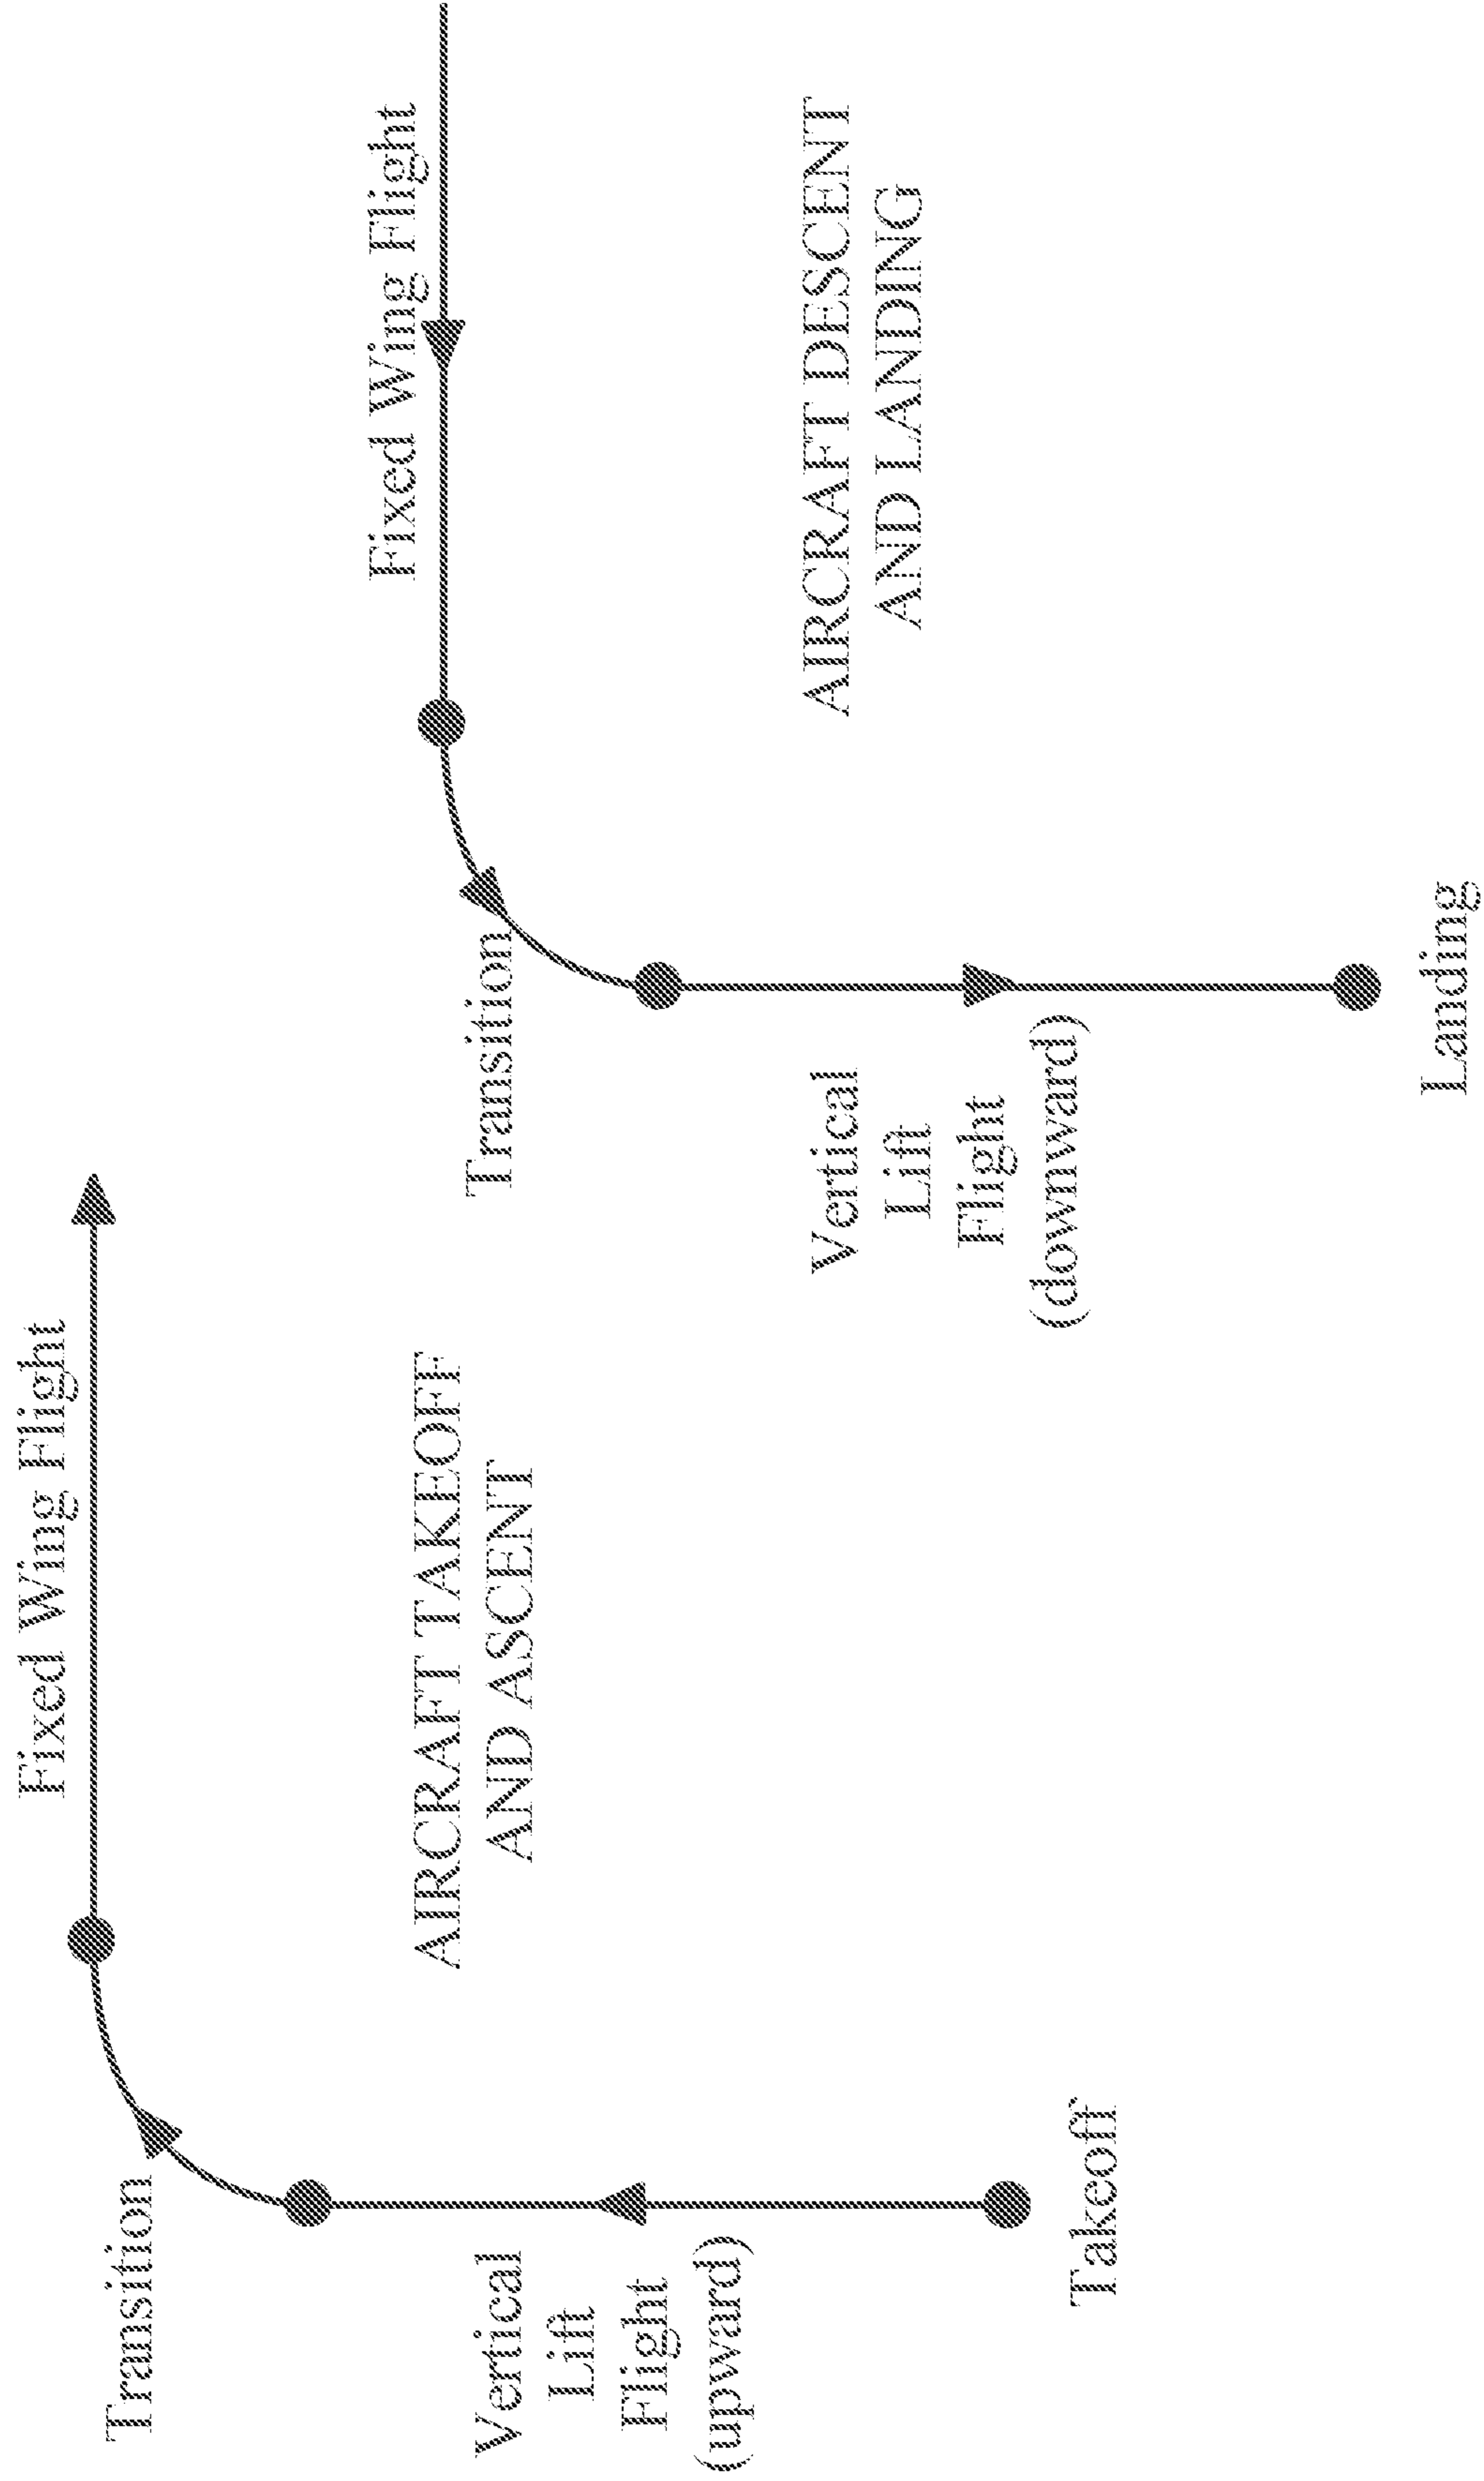 Fixed Wing Flight
Transition
AIRCRAFT TAKEOFF
AND ASCENT
Vertical
Lift
Flight
(upward)
Takeoff
Fixed Wing Flight
Transition
AIRCRAFT DESCENT
AND LANDING
Vertical
Lift
Flight
(downward)
Landing